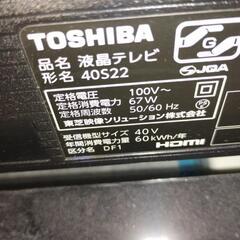 TOSHIBA
品名 液晶テレビ
形名 40S22
定格電圧 100V~
定格消費電力 67W
定格周波数 50/60 Hz
受信機型サイズ 40V
年間消費電力量 60kWh/年
区分名 DF1
東芝映像ソリューション株式会社
G
JQA
HDMI